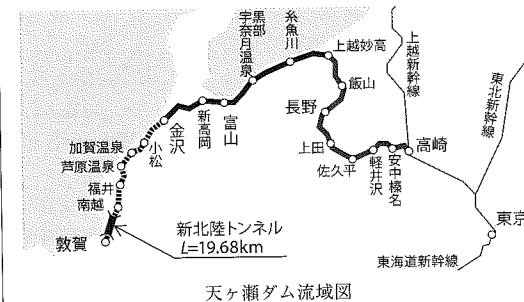 黒部
宇奈月温泉
糸魚川
上越妙高
飯山
長野
上田
佐久平
軽井沢
安中榛名
高崎
上越新幹線
東北新幹線
東京
東海道新幹線
富山
新高岡
金沢
小松
加賀温泉
芦原温泉
福井
南越
敦賀
新北陸トンネル
L=19.68km
天ヶ瀬ダム流域図